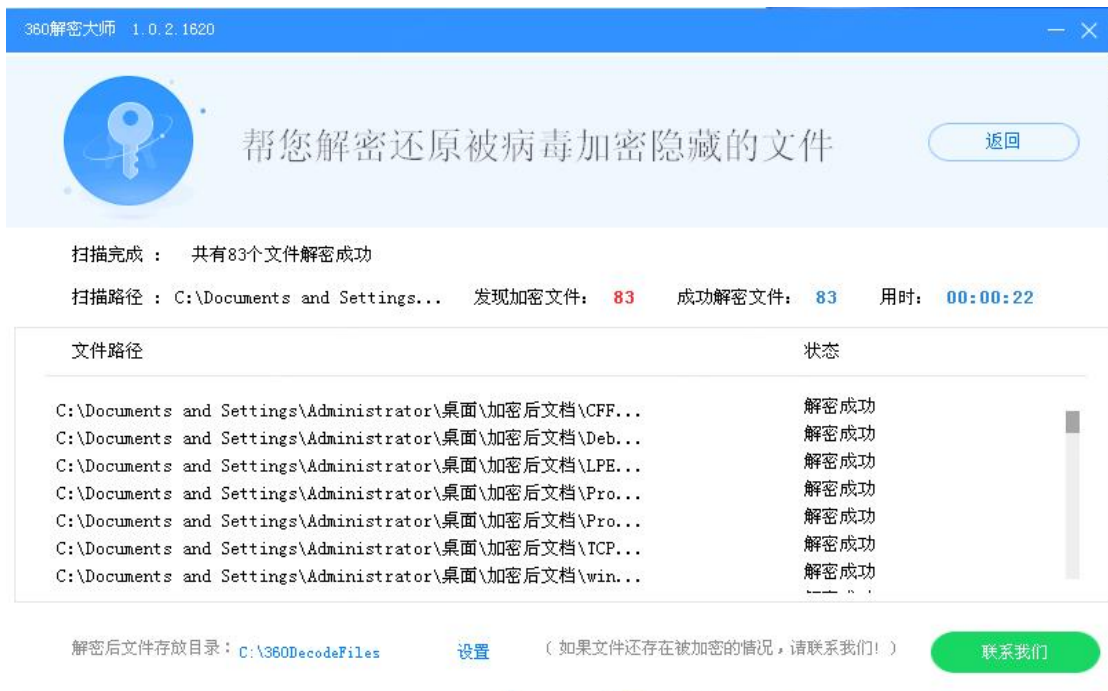 360解密大师 1.0.2.1620
帮您解密还原被病毒加密隐藏的文件
返回
扫描完成 : 共有83个文件解密成功
扫描路径 : C:\Documents and Settings... 发现加密文件: 83 成功解密文件: 83 用时: 00:00:22
文件路径 状态
C:\Documents and Settings\Administrator\桌面\加密后文档\CFF... 解密成功
C:\Documents and Settings\Administrator\桌面\加密后文档\Deb... 解密成功
C:\Documents and Settings\Administrator\桌面\加密后文档\LPE... 解密成功
C:\Documents and Settings\Administrator\桌面\加密后文档\Pro... 解密成功
C:\Documents and Settings\Administrator\桌面\加密后文档\Pro... 解密成功
C:\Documents and Settings\Administrator\桌面\加密后文档\TCP... 解密成功
C:\Documents and Settings\Administrator\桌面\加密后文档\win... 解密成功
解密后文件存放目录: C:\360DecodeFiles 设置 ( 如果文件还存在被加密的情况，请联系我们! ) 联系我们